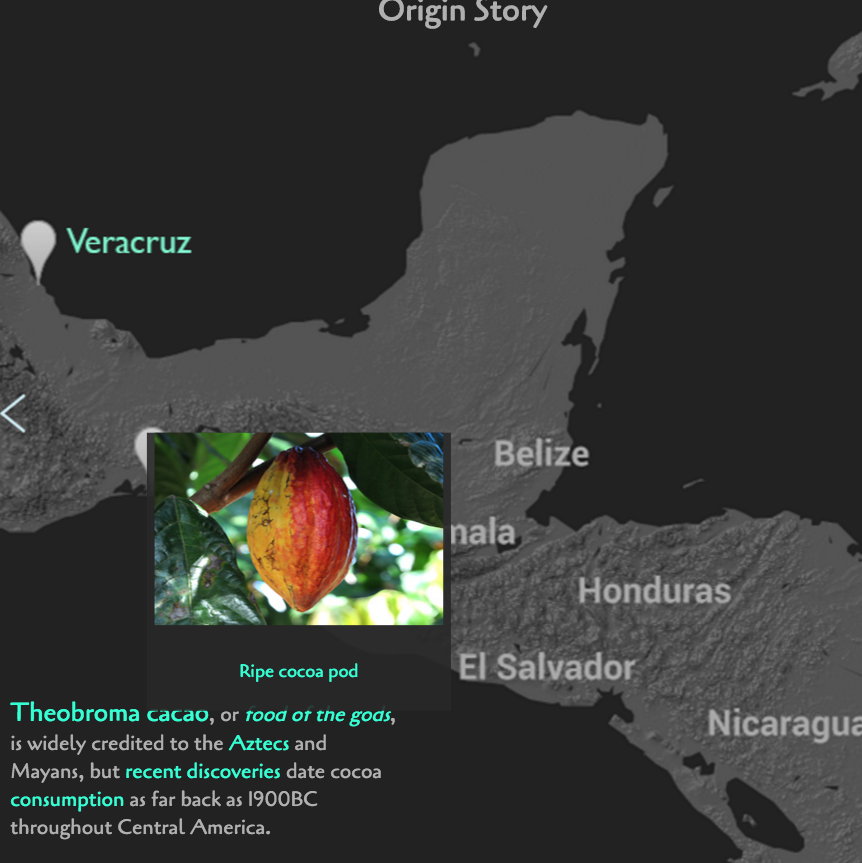 Origin Story
Veracruz
Belize
mala
Honduras
El Salvador
Ripe cocoa pod
Nicaragua
Theobroma cacao, or food of the gods,
is widely credited to the Aztecs and
Mayans, but recent discoveries date cocoa
consumption as far back as 1900BC
throughout Central America.